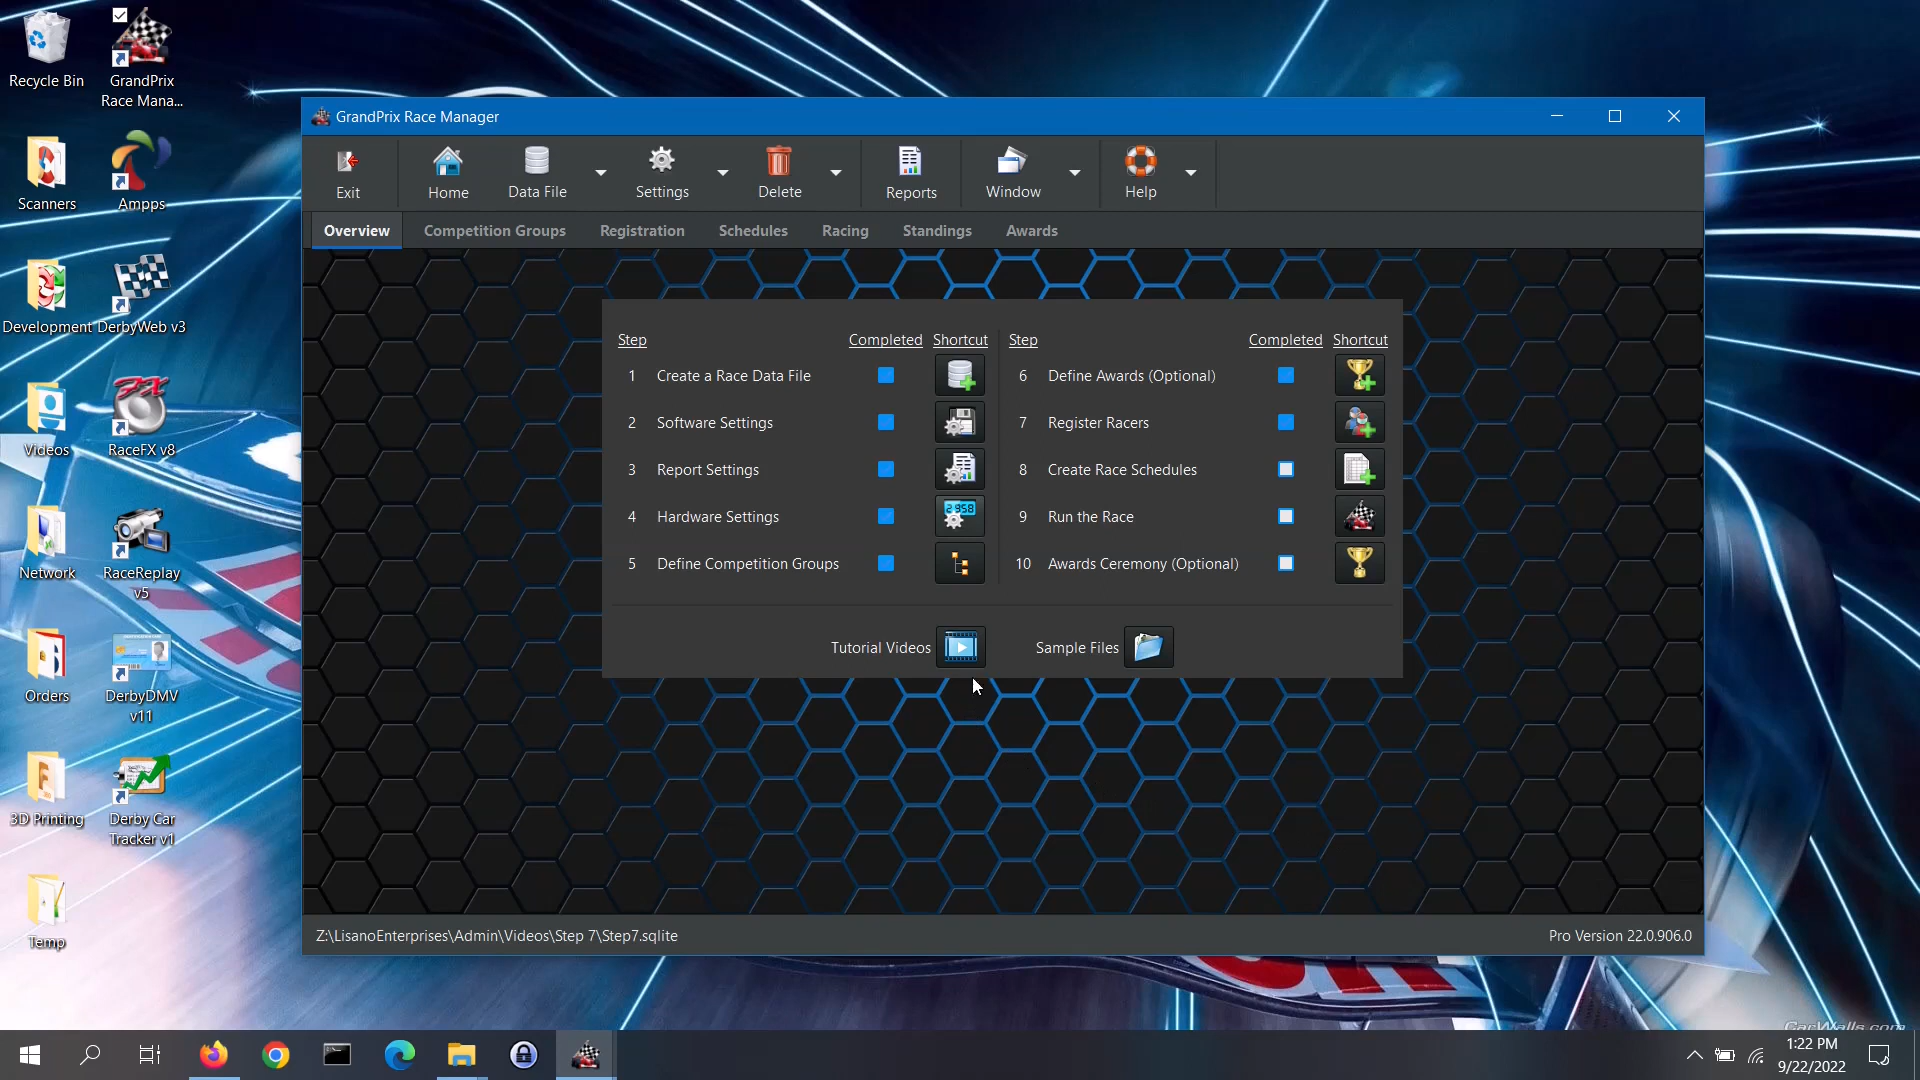 Recycle Bin
GrandPrix
Race Mana...
Scanners
Ampps
Development
DerbyWeb v3
Videos
RaceFX v8
Network
RaceReplay
v5
Orders
DerbyDMV
v11
3D Printing
Derby Car
Tracker v1
Temp
GrandPrix Race Manager
Exit
Home
Data File
Settings
Delete
Reports
Window
Help
Overview
Competition Groups
Registration
Schedules
Racing
Standings
Awards
Step Completed Shortcut
1 Create a Race Data File
2 Software Settings
3 Report Settings
4 Hardware Settings
5 Define Competition Groups
Step Completed Shortcut
6 Define Awards (Optional)
7 Register Racers
8 Create Race Schedules
9 Run the Race
10 Awards Ceremony (Optional)
Tutorial Videos
Sample Files
Z:\LisanoEnterprises\Admin\Videos\Step 7\Step7.sqlite
Pro Version 22.0.906.0
CarWalls.com
1:22 PM
9/22/2022